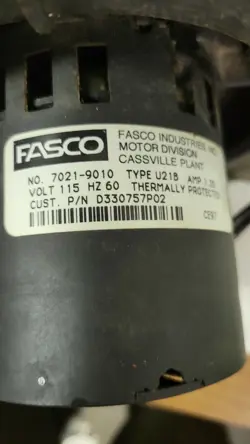 FASCO
FASCO INDUSTRIES INC.
MOTOR DIVISION
CASSVILLE PLANT
NO. 7021-9010 TYPE U21B AMP
VOLT 115 HZ 60 THERMALLY PROTECTED
CUST. P/N D330757P02